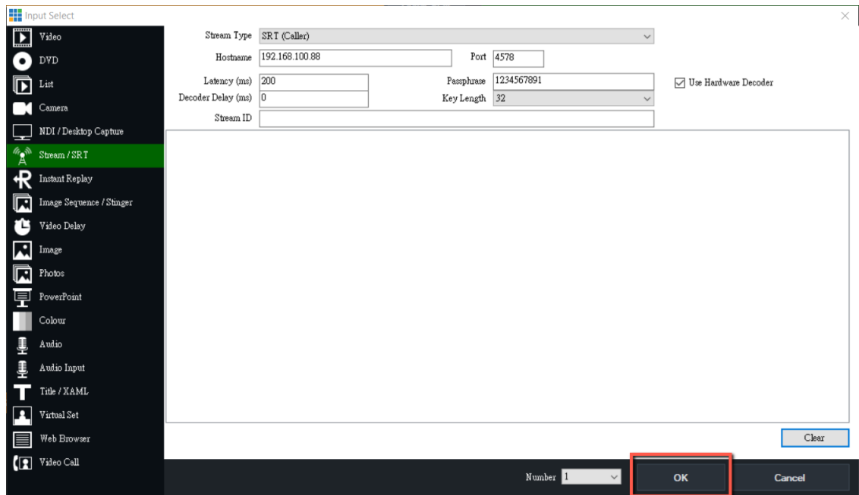 Input Select
Video
DVD
List
Camera
NDI / Desktop Capture
Stream / SRT
Instant Replay
Image Sequence / Stinger
Video Delay
Image
Photos
PowerPoint
Colour
Audio
Audio Input
Title / XAML
Virtual Set
Web Browser
Video Call
Stream Type SRT (Caller)
Hostname 192.168.100.88 Port 4578
Latency (ms) 200 Passphrase 1234567891 Use Hardware Decoder
Decoder Delay (ms) 0 Key Length 32
Stream ID
Clear
Number 1 OK Cancel